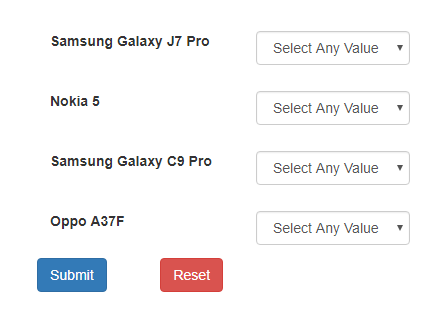 Samsung Galaxy J7 Pro Select Any Value
Nokia 5 Select Any Value
Samsung Galaxy C9 Pro Select Any Value
Oppo A37F Select Any Value
Submit Reset